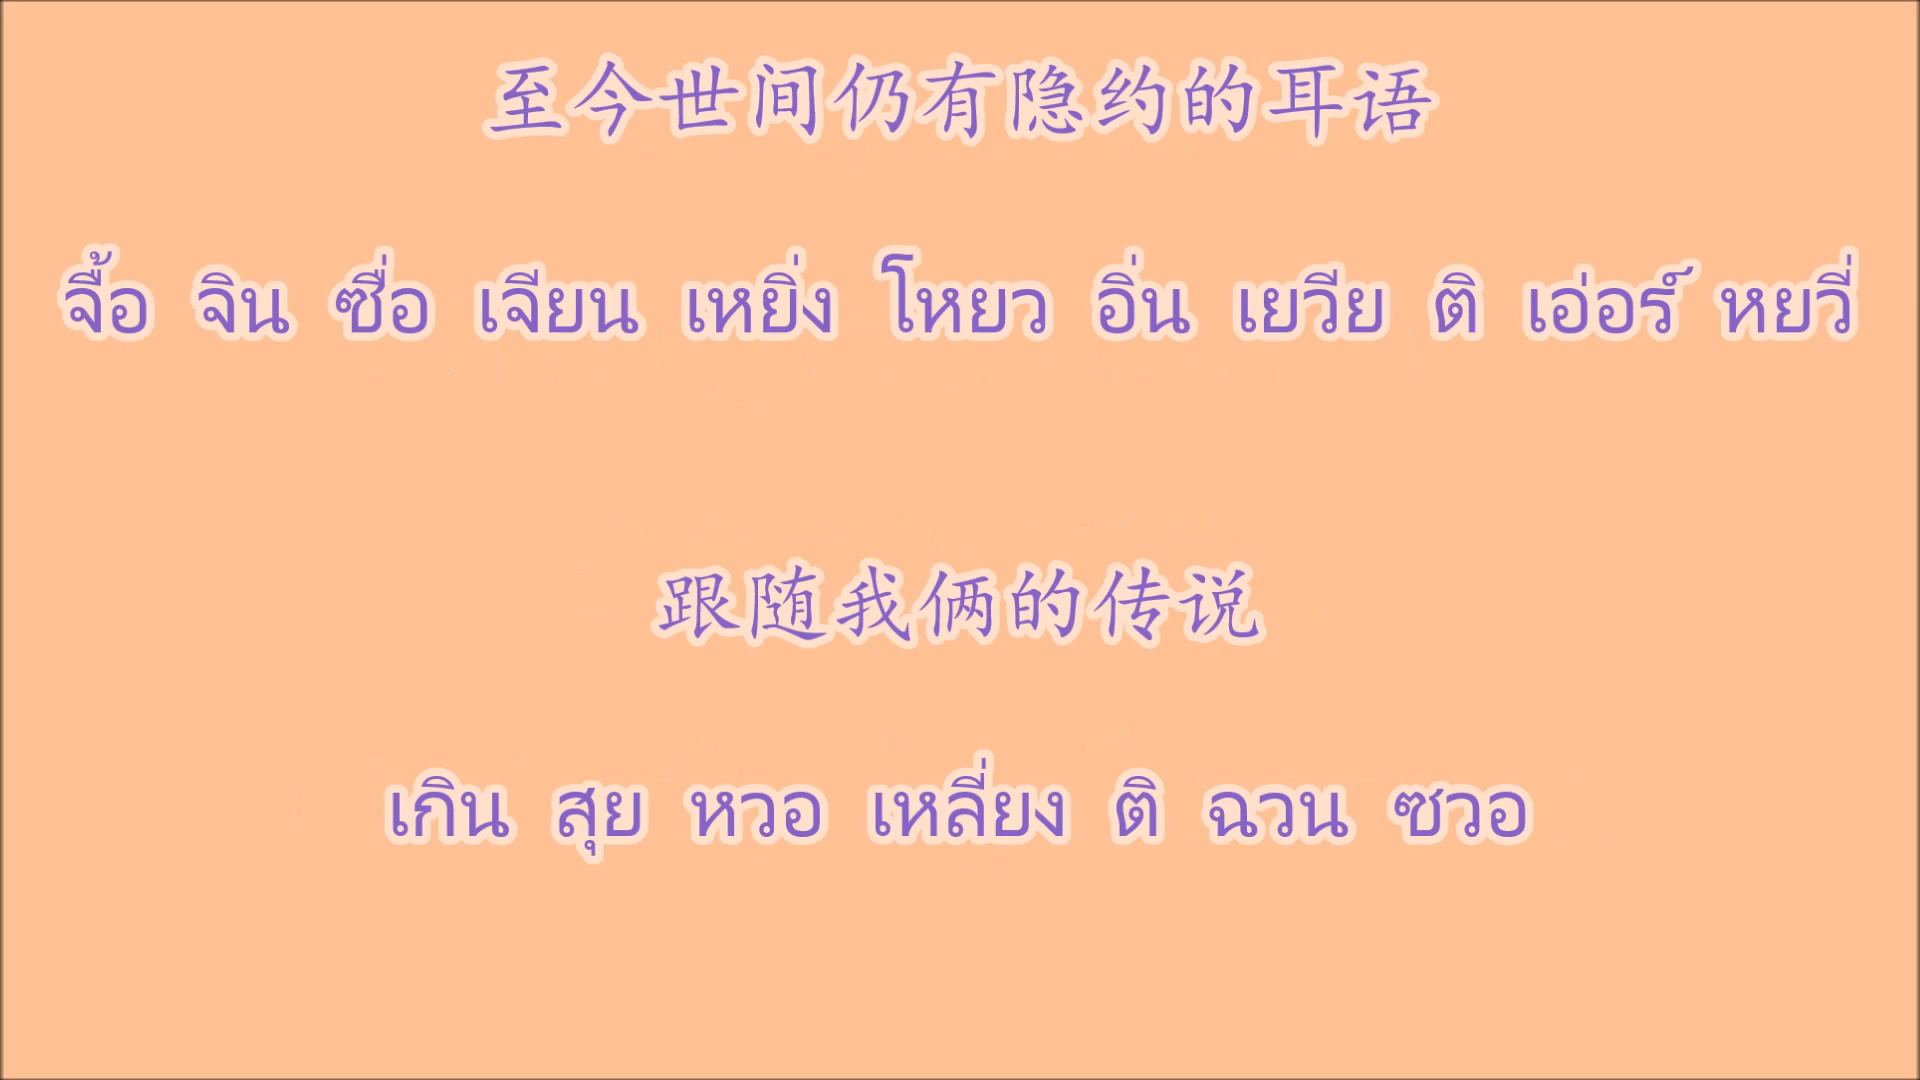 至今世间仍有隐约的耳语
จื้อ จิน ซื่อ เจียน เหยิ่ง โหยว อิ่น เยวีย ติ เอ่อร์ หยวี่
跟随我俩的传说
เกิน สุย หวอ เหลี่ยง ติ ฉวน ซวอ